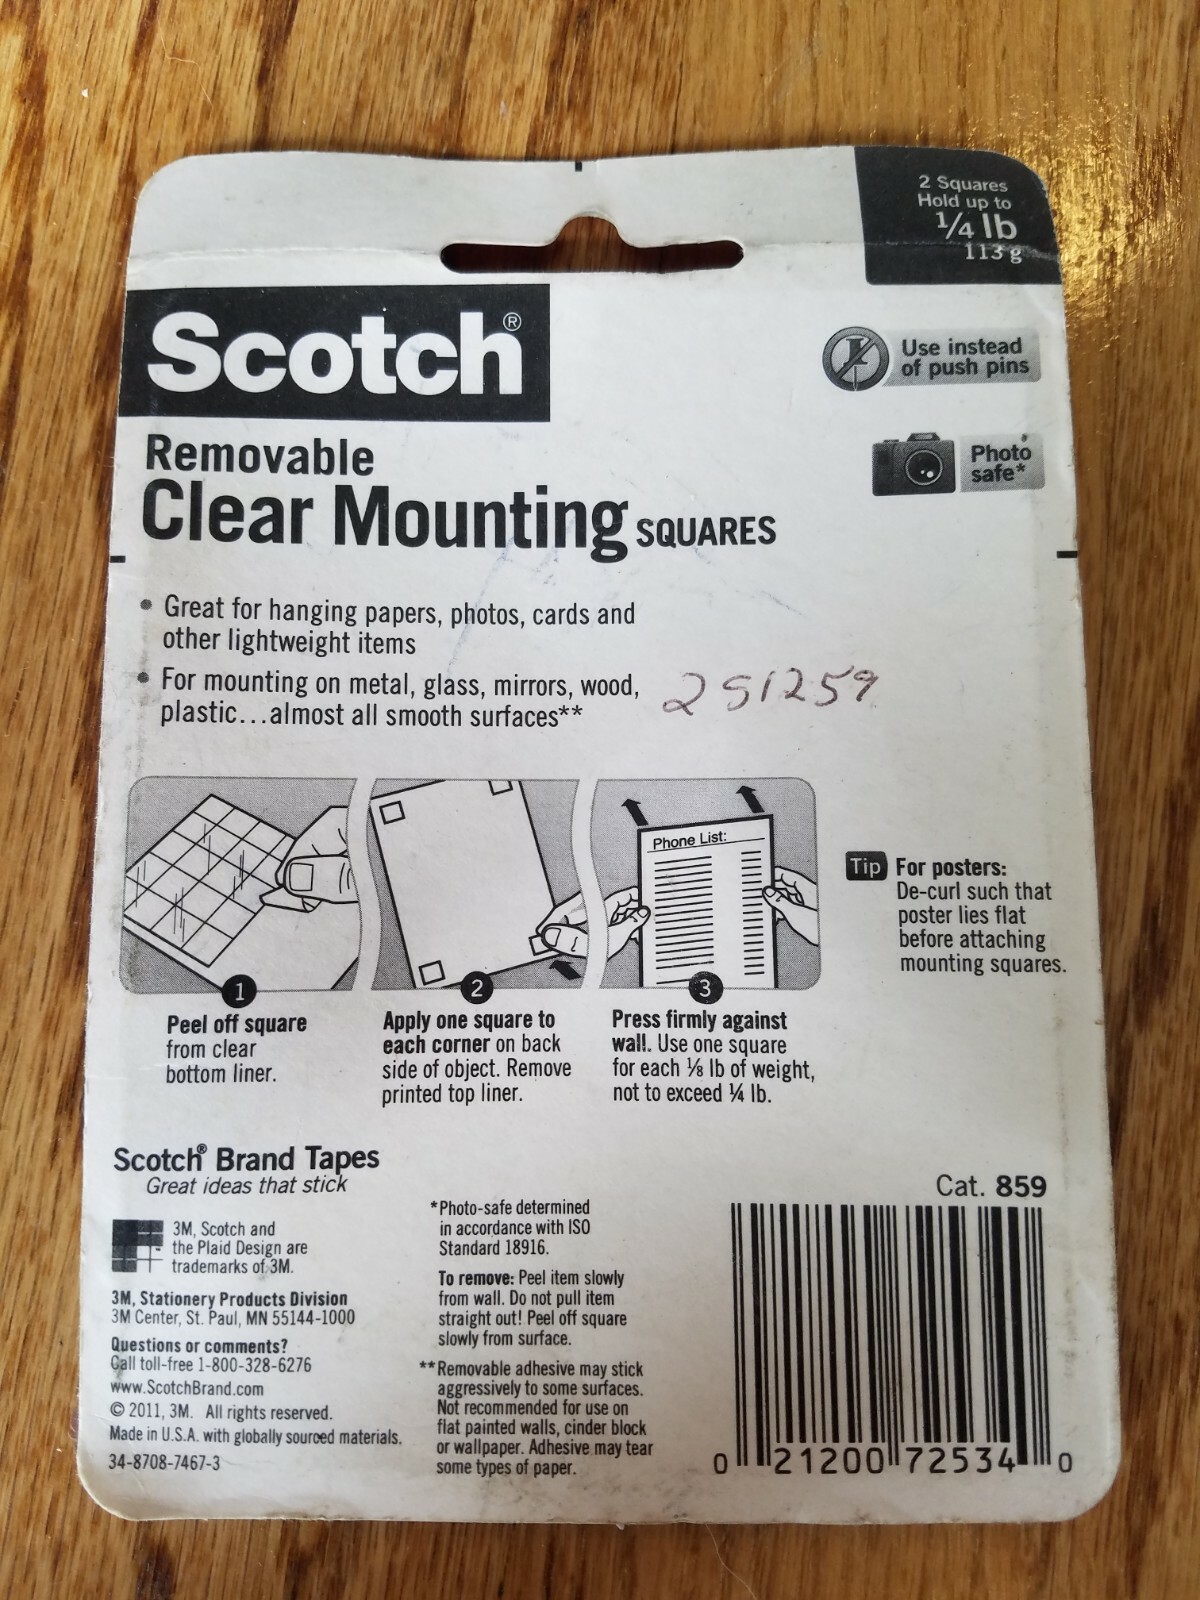 2 Squares
Hold up to
1/4 lb
113 g
Scotch®
Use instead
of push pins
Removable
Clear Mounting SQUARES
Photo
safe*
• Great for hanging papers, photos, cards and
other lightweight items
• For mounting on metal, glass, mirrors, wood,
plastic...almost all smooth surfaces**
251259
Phone List:
Tip For posters:
De-curl such that
poster lies flat
before attaching
mounting squares.
1
Peel off square
from clear
bottom liner.
2
Apply one square to
each corner on back
side of object. Remove
printed top liner.
3
Press firmly against
wall. Use one square
for each 1/8 lb of weight,
not to exceed 1/4 lb.
Scotch® Brand Tapes
Great ideas that stick
3M, Scotch and
the Plaid Design are
trademarks of 3M.
3M, Stationery Products Division
3M Center, St. Paul, MN 55144-1000
Questions or comments?
Call toll-free 1-800-328-6276
www.ScotchBrand.com
© 2011, 3M. All rights reserved.
Made in U.S.A. with globally sourced materials.
34-8708-7467-3
*Photo-safe determined
in accordance with ISO
Standard 18916.
To remove: Peel item slowly
from wall. Do not pull item
straight out! Peel off square
slowly from surface.
**Removable adhesive may stick
aggressively to some surfaces.
Not recommended for use on
flat painted walls, cinder block
or wallpaper. Adhesive may tear
some types of paper.
Cat. 859
0 21200 72534 0